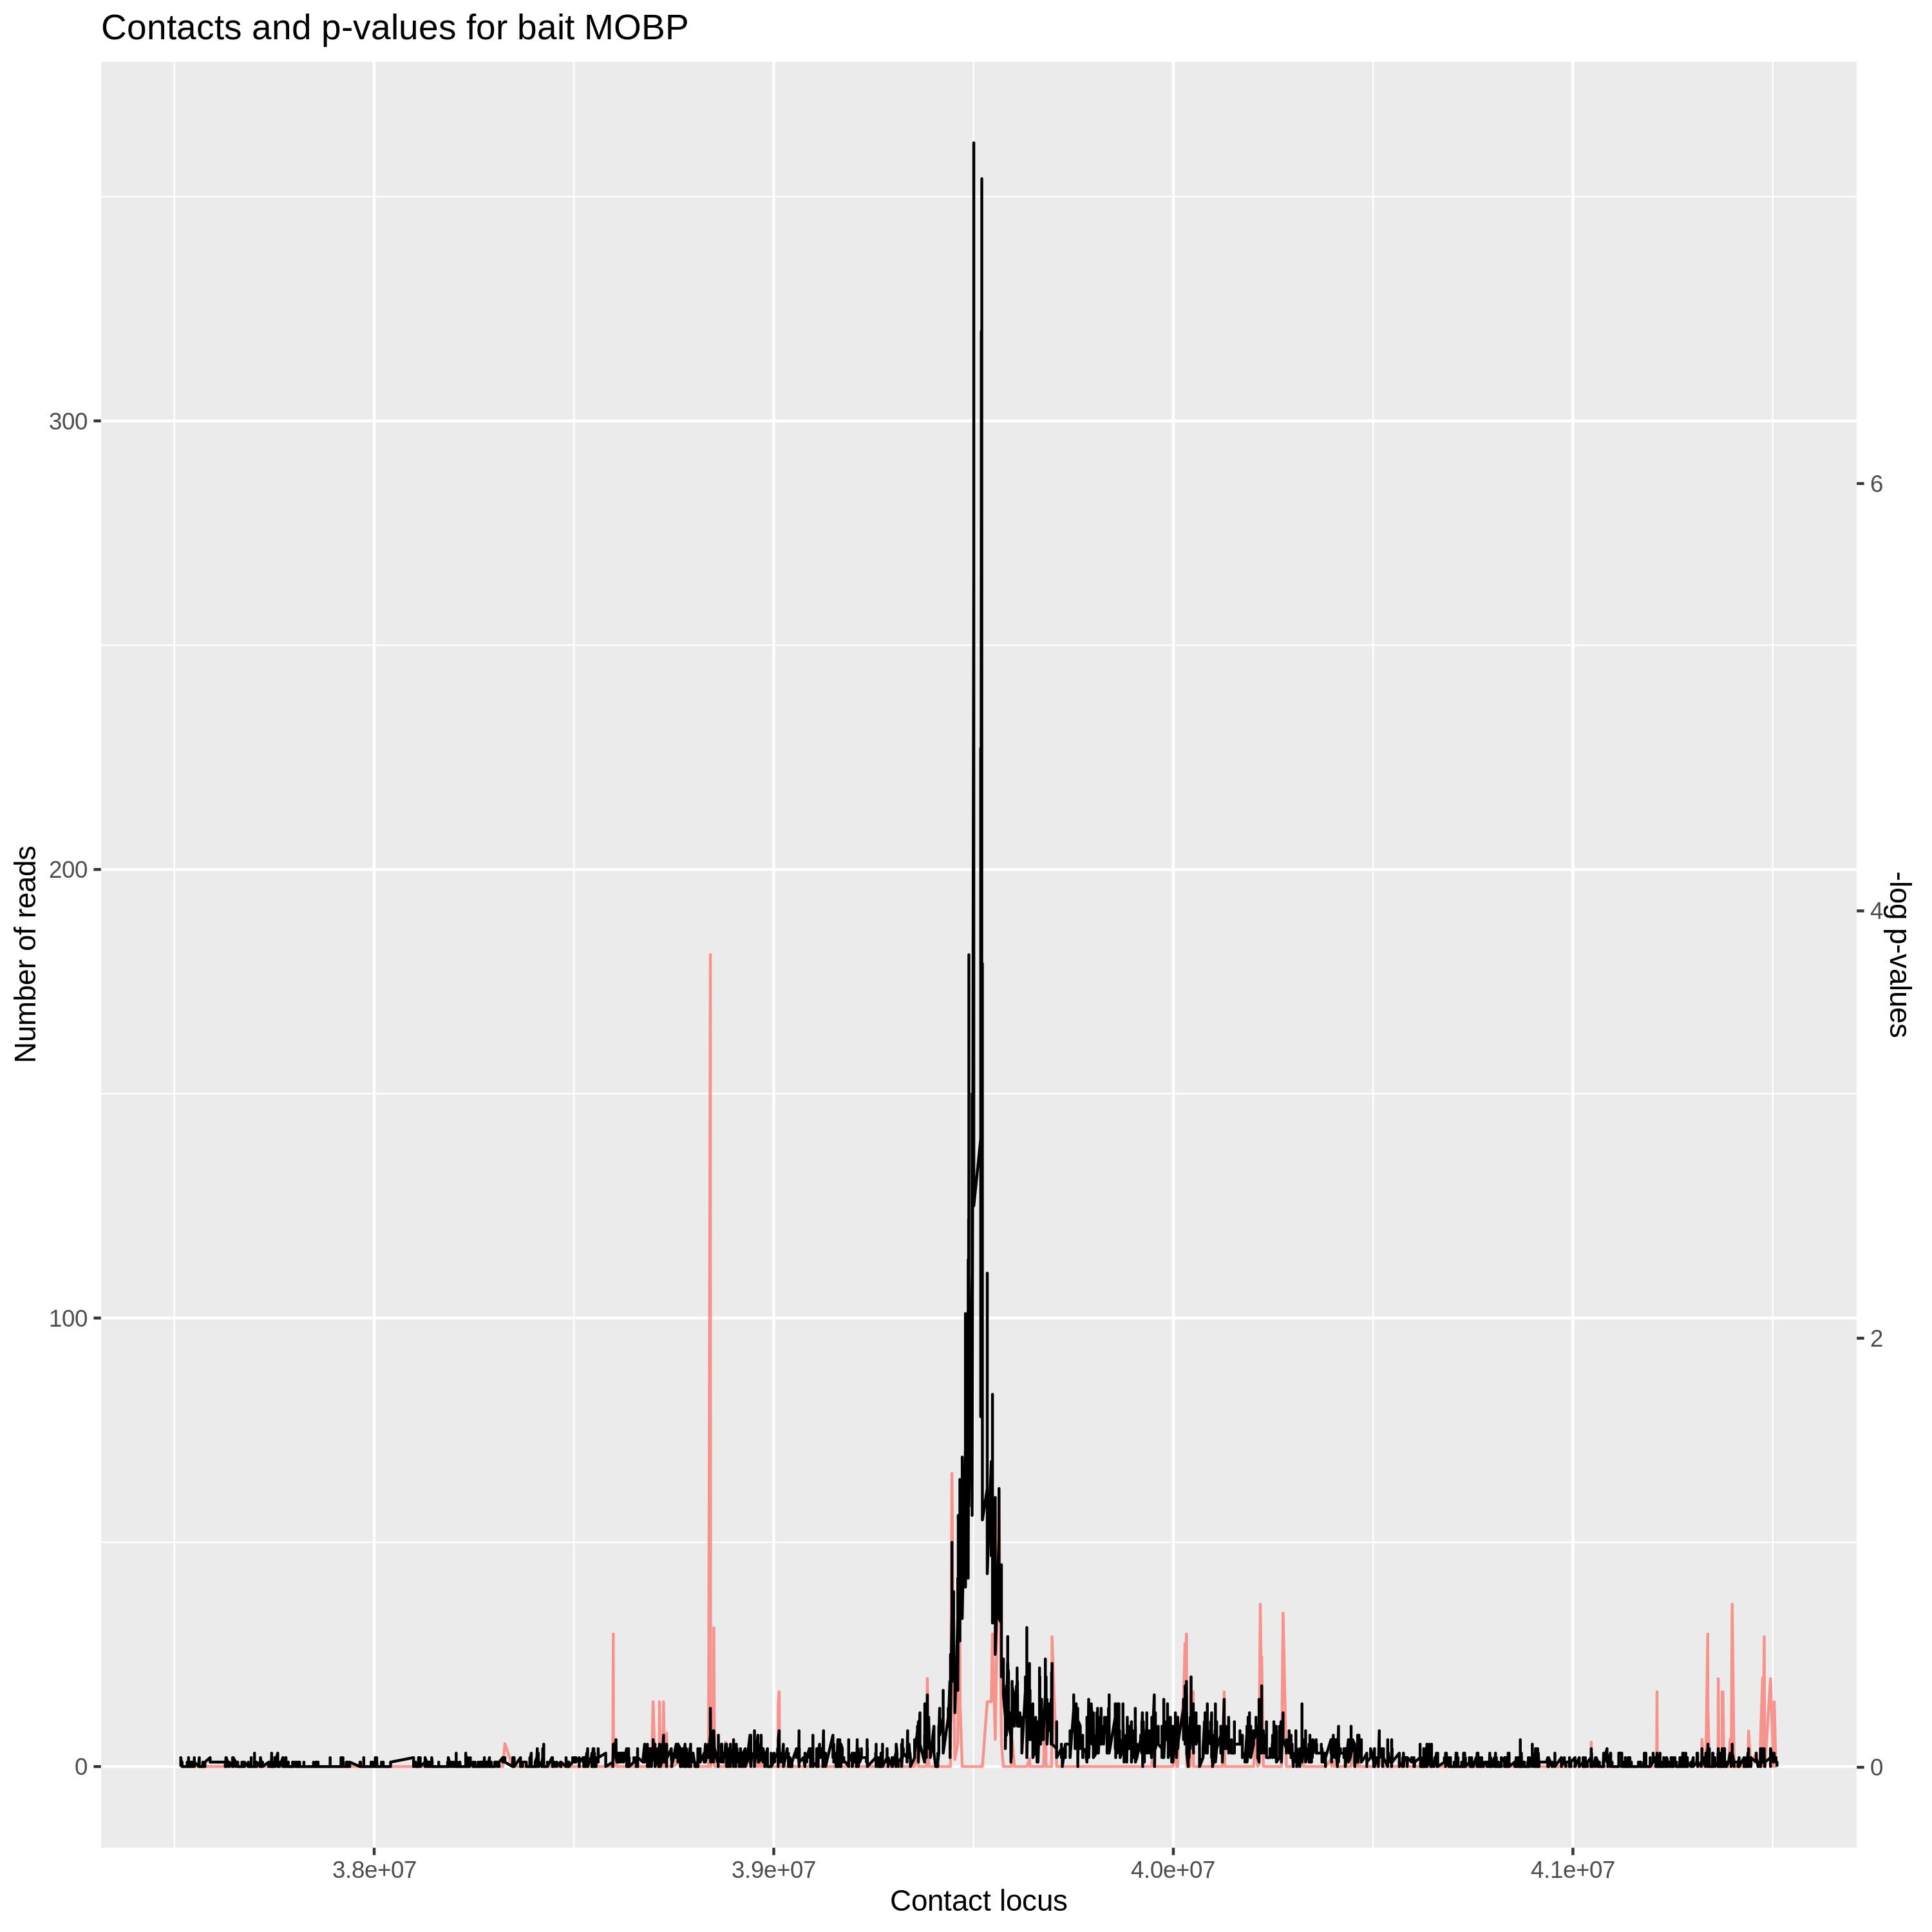 Contacts and p-values for bait MOBP
300
200
100
0
Number of reads
6
4
2
0
-log p-values
3.8e+07
3.9e+07
4.0e+07
4.1e+07
Contact locus